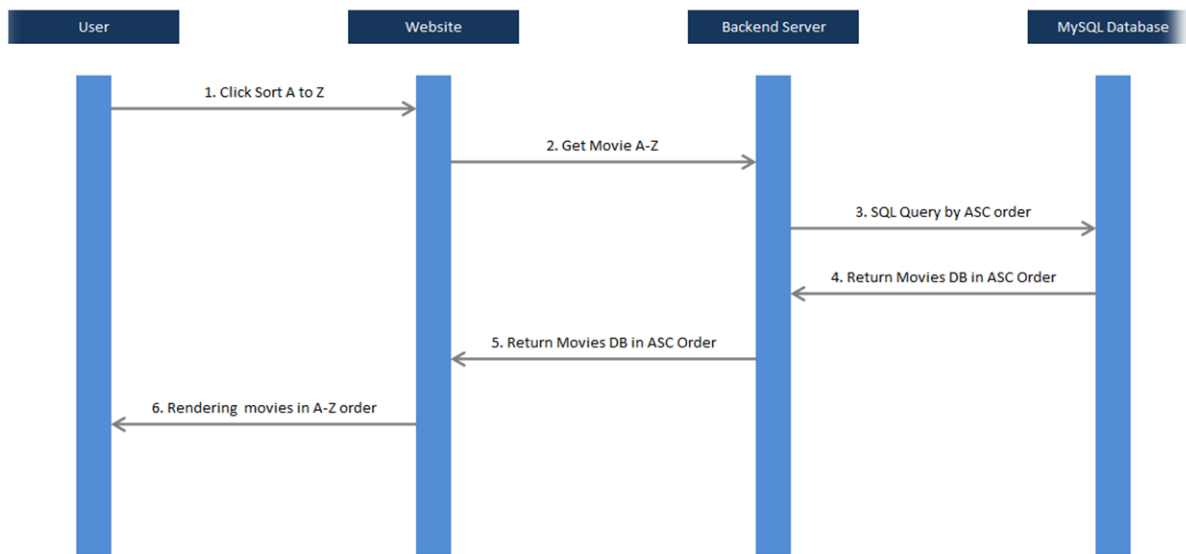 User
Website
Backend Server
MySQL Database
1. Click Sort A to Z
2. Get Movie A-Z
3. SQL Query by ASC order
4. Return Movies DB in ASC Order
5. Return Movies DB in ASC Order
6. Rendering movies in A-Z order